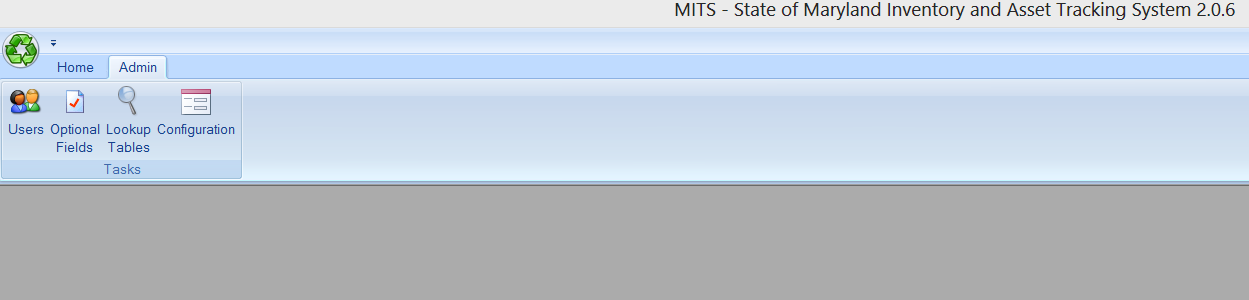 MITS - State of Maryland Inventory and Asset Tracking System 2.0.6
Home Admin
Users Optional Lookup Configuration
Fields Tables
Tasks